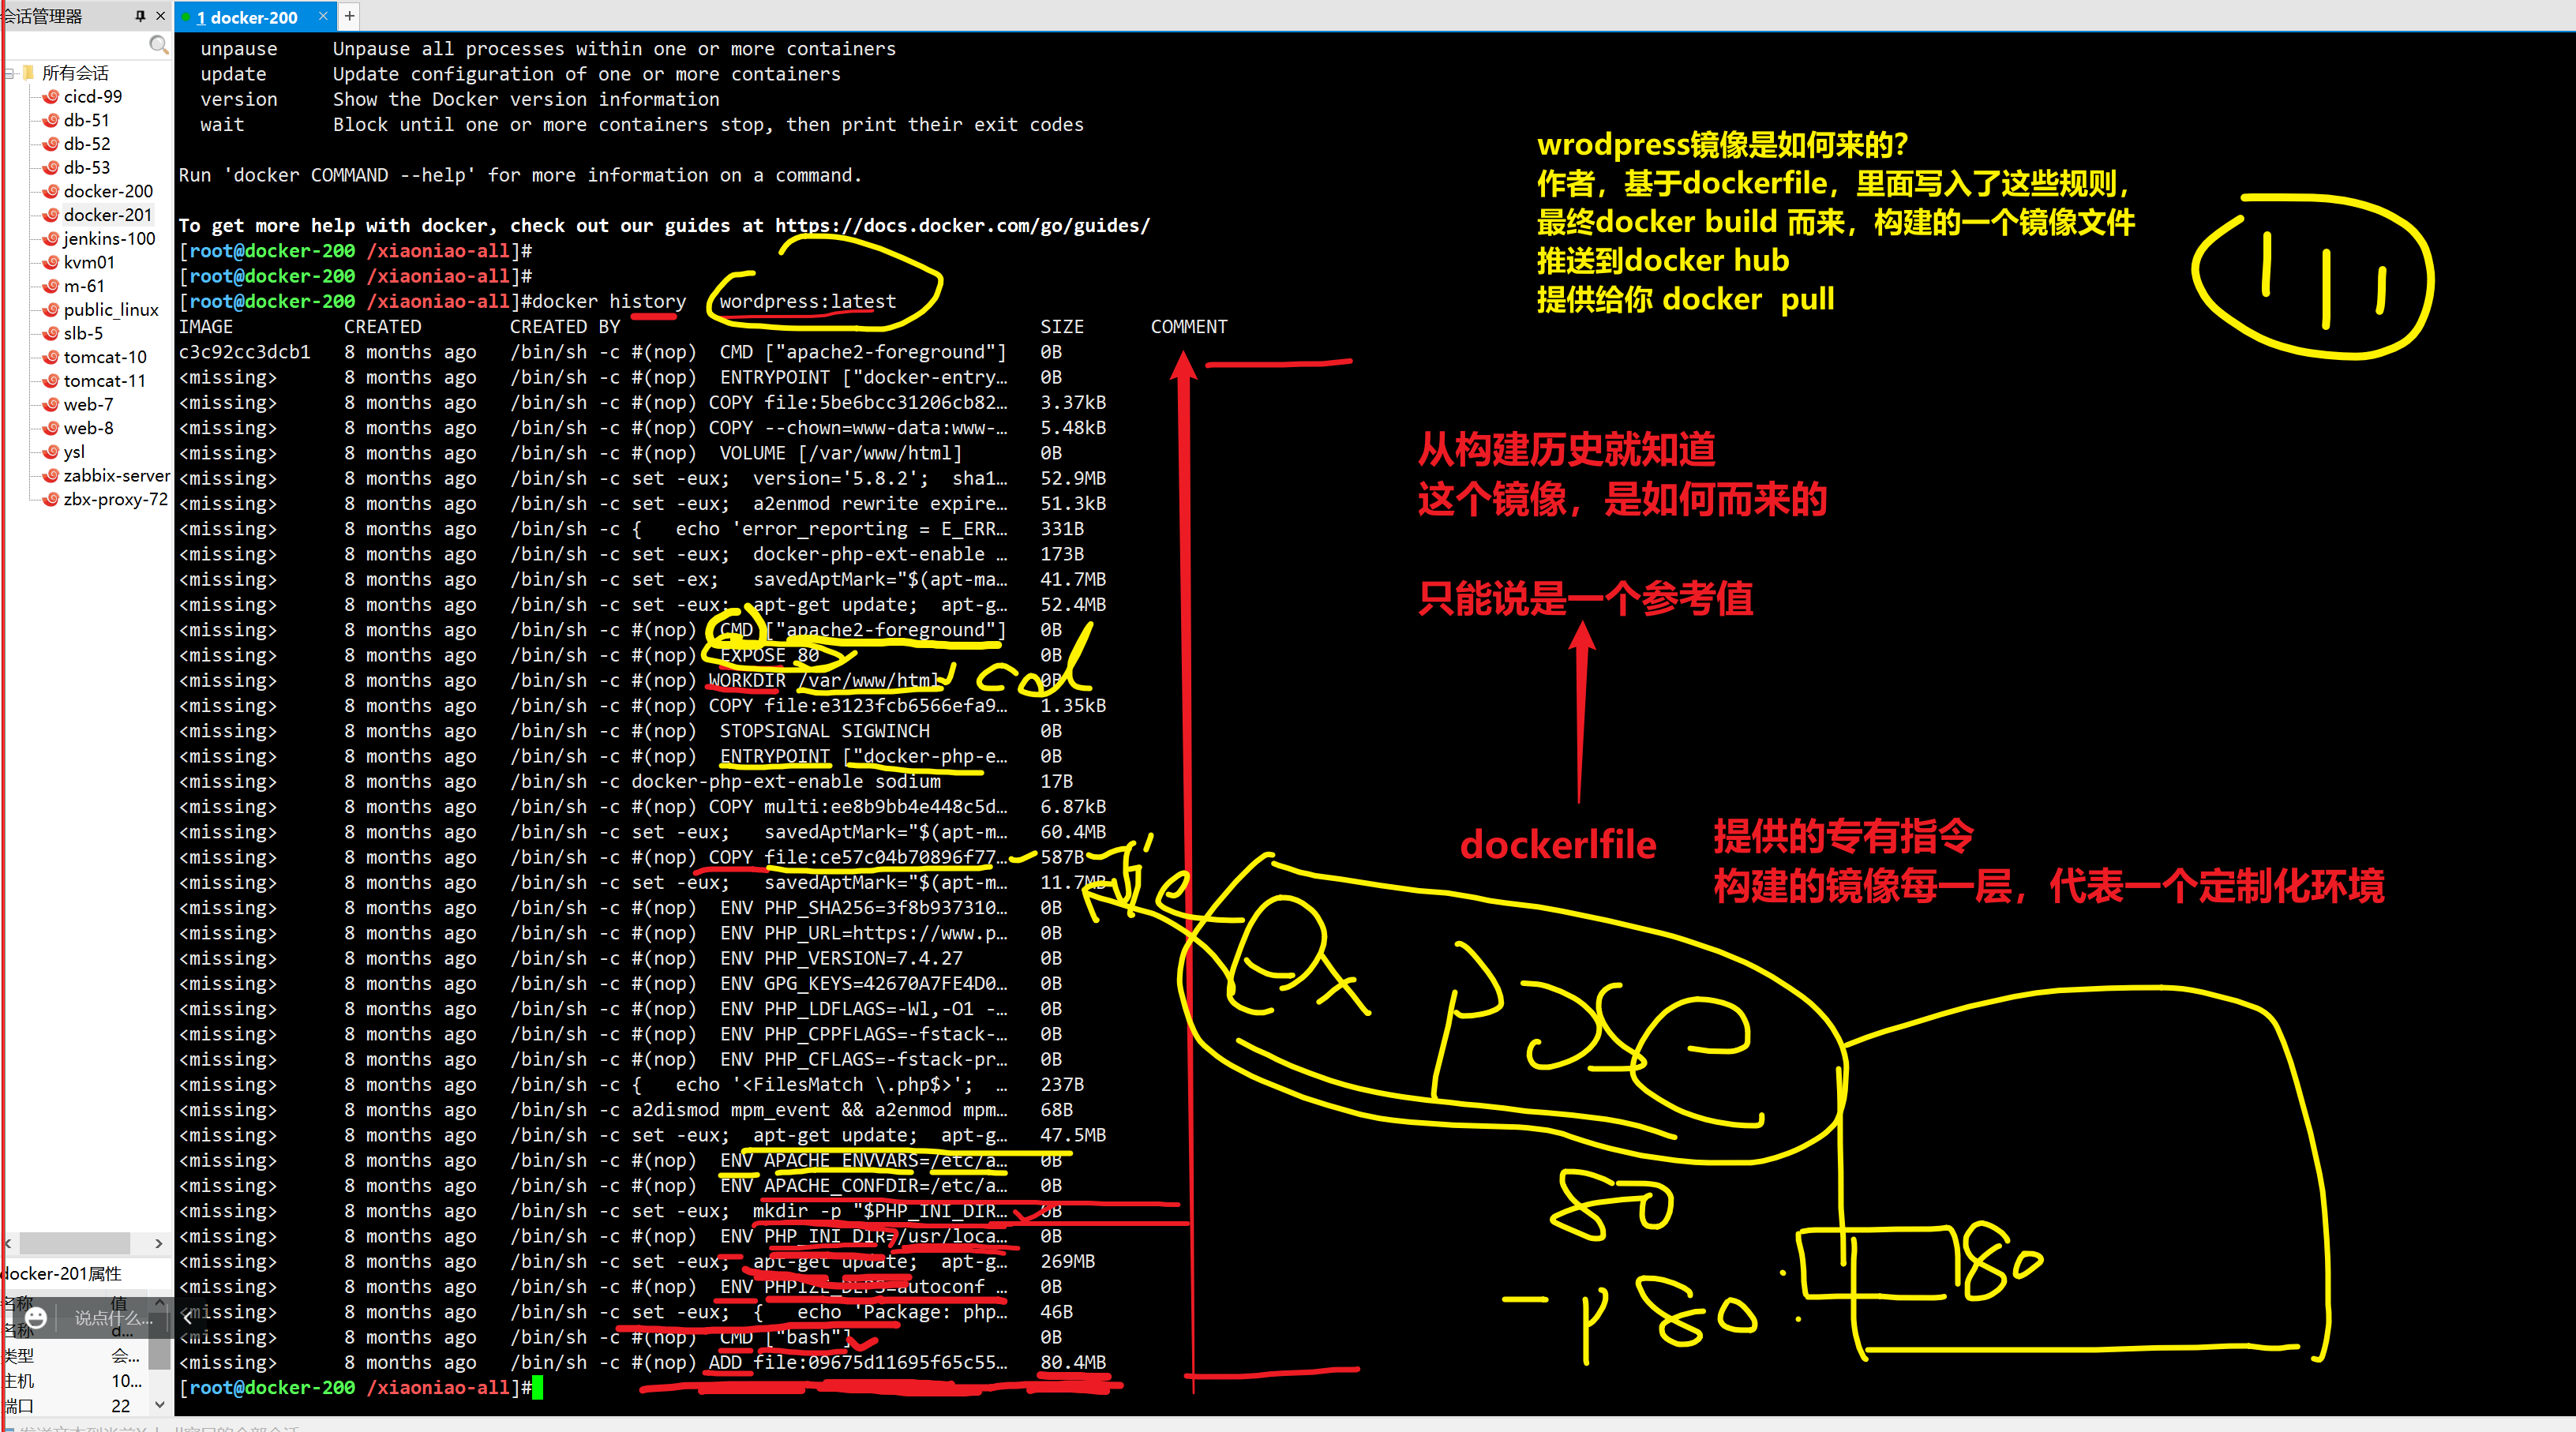 会话管理器
1 docker-200
所有会话
cicd-99
db-51
db-52
db-53
docker-200
docker-201
jenkins-100
kvm01
m-61
public_linux
slb-5
tomcat-10
tomcat-11
web-7
web-8
ysl
zabbix-server
zbx-proxy-72
docker-201属性
名称 值
名称 d...
类型 会...
主机 10...
端口 22
说点什么...
unpause Unpause all processes within one or more containers
update Update configuration of one or more containers
version Show the Docker version information
wait Block until one or more containers stop, then print their exit codes
Run 'docker COMMAND --help' for more information on a command.
To get more help with docker, check out our guides at https://docs.docker.com/go/guides/
[root@docker-200 /xiaoniao-all]#
[root@docker-200 /xiaoniao-all]#
[root@docker-200 /xiaoniao-all]#docker history wordpress:latest
IMAGE CREATED CREATED BY SIZE COMMENT
c3c92cc3dcb1 8 months ago /bin/sh -c #(nop) CMD ["apache2-foreground"] 0B
<missing> 8 months ago /bin/sh -c #(nop) ENTRYPOINT ["docker-entry… 0B
<missing> 8 months ago /bin/sh -c #(nop) COPY file:5be6bcc31206cb82… 3.37kB
<missing> 8 months ago /bin/sh -c #(nop) COPY --chown=www-data:www-… 5.48kB
<missing> 8 months ago /bin/sh -c #(nop) VOLUME [/var/www/html] 0B
<missing> 8 months ago /bin/sh -c set -eux; version='5.8.2'; sha1… 52.9MB
<missing> 8 months ago /bin/sh -c set -eux; a2enmod rewrite expire… 51.3kB
<missing> 8 months ago /bin/sh -c { echo 'error_reporting = E_ERR… 331B
<missing> 8 months ago /bin/sh -c set -eux; docker-php-ext-enable … 173B
<missing> 8 months ago /bin/sh -c set -ex; savedAptMark="$(apt-ma… 41.7MB
<missing> 8 months ago /bin/sh -c set -eux; apt-get update; apt-g… 52.4MB
<missing> 8 months ago /bin/sh -c #(nop) CMD ["apache2-foreground"] 0B
<missing> 8 months ago /bin/sh -c #(nop) EXPOSE 80 0B
<missing> 8 months ago /bin/sh -c #(nop) WORKDIR /var/www/html 0B
<missing> 8 months ago /bin/sh -c #(nop) COPY file:e3123fcb6566efa9… 1.35kB
<missing> 8 months ago /bin/sh -c #(nop) STOPSIGNAL SIGWINCH 0B
<missing> 8 months ago /bin/sh -c #(nop) ENTRYPOINT ["docker-php-e… 0B
<missing> 8 months ago /bin/sh -c docker-php-ext-enable sodium 17B
<missing> 8 months ago /bin/sh -c #(nop) COPY multi:ee8b9bb4e448c5d… 6.87kB
<missing> 8 months ago /bin/sh -c set -eux; savedAptMark="$(apt-m… 60.4MB
<missing> 8 months ago /bin/sh -c #(nop) COPY file:ce57c04b70896f77… 587B
<missing> 8 months ago /bin/sh -c set -eux; savedAptMark="$(apt-m… 11.7MB
<missing> 8 months ago /bin/sh -c #(nop) ENV PHP_SHA256=3f8b937310… 0B
<missing> 8 months ago /bin/sh -c #(nop) ENV PHP_URL=https://www.p… 0B
<missing> 8 months ago /bin/sh -c #(nop) ENV PHP_VERSION=7.4.27 0B
<missing> 8 months ago /bin/sh -c #(nop) ENV GPG_KEYS=42670A7FE4D0… 0B
<missing> 8 months ago /bin/sh -c #(nop) ENV PHP_LDFLAGS=-Wl,-O1 -… 0B
<missing> 8 months ago /bin/sh -c #(nop) ENV PHP_CPPFLAGS=-fstack-… 0B
<missing> 8 months ago /bin/sh -c #(nop) ENV PHP_CFLAGS=-fstack-pr… 0B
<missing> 8 months ago /bin/sh -c { echo '<FilesMatch \.php$>'; … 237B
<missing> 8 months ago /bin/sh -c a2dismod mpm_event && a2enmod mpm… 68B
<missing> 8 months ago /bin/sh -c set -eux; apt-get update; apt-g… 47.5MB
<missing> 8 months ago /bin/sh -c #(nop) ENV APACHE_ENVVARS=/etc/a… 0B
<missing> 8 months ago /bin/sh -c #(nop) ENV APACHE_CONFDIR=/etc/a… 0B
<missing> 8 months ago /bin/sh -c set -eux; mkdir -p "$PHP_INI_DIR… 0B
<missing> 8 months ago /bin/sh -c #(nop) ENV PHP_INI_DIR=/usr/loca… 0B
<missing> 8 months ago /bin/sh -c set -eux; apt-get update; apt-g… 269MB
<missing> 8 months ago /bin/sh -c #(nop) ENV PHPIZE_DEPS=autoconf … 0B
<missing> 8 months ago /bin/sh -c set -eux; { echo 'Package: php… 46B
<missing> 8 months ago /bin/sh -c #(nop) CMD ["bash"] 0B
<missing> 8 months ago /bin/sh -c #(nop) ADD file:09675d11695f65c55… 80.4MB
[root@docker-200 /xiaoniao-all]#
wrodpress镜像是如何来的?
作者，基于dockerfile，里面写入了这些规则，
最终docker build 而来，构建的一个镜像文件
推送到docker hub
提供给你 docker pull
从构建历史就知道
这个镜像，是如何而来的
只能说是一个参考值
dockerlfile
提供的专有指令
构建的镜像每一层，代表一个定制化环境
80
80
-p 80: